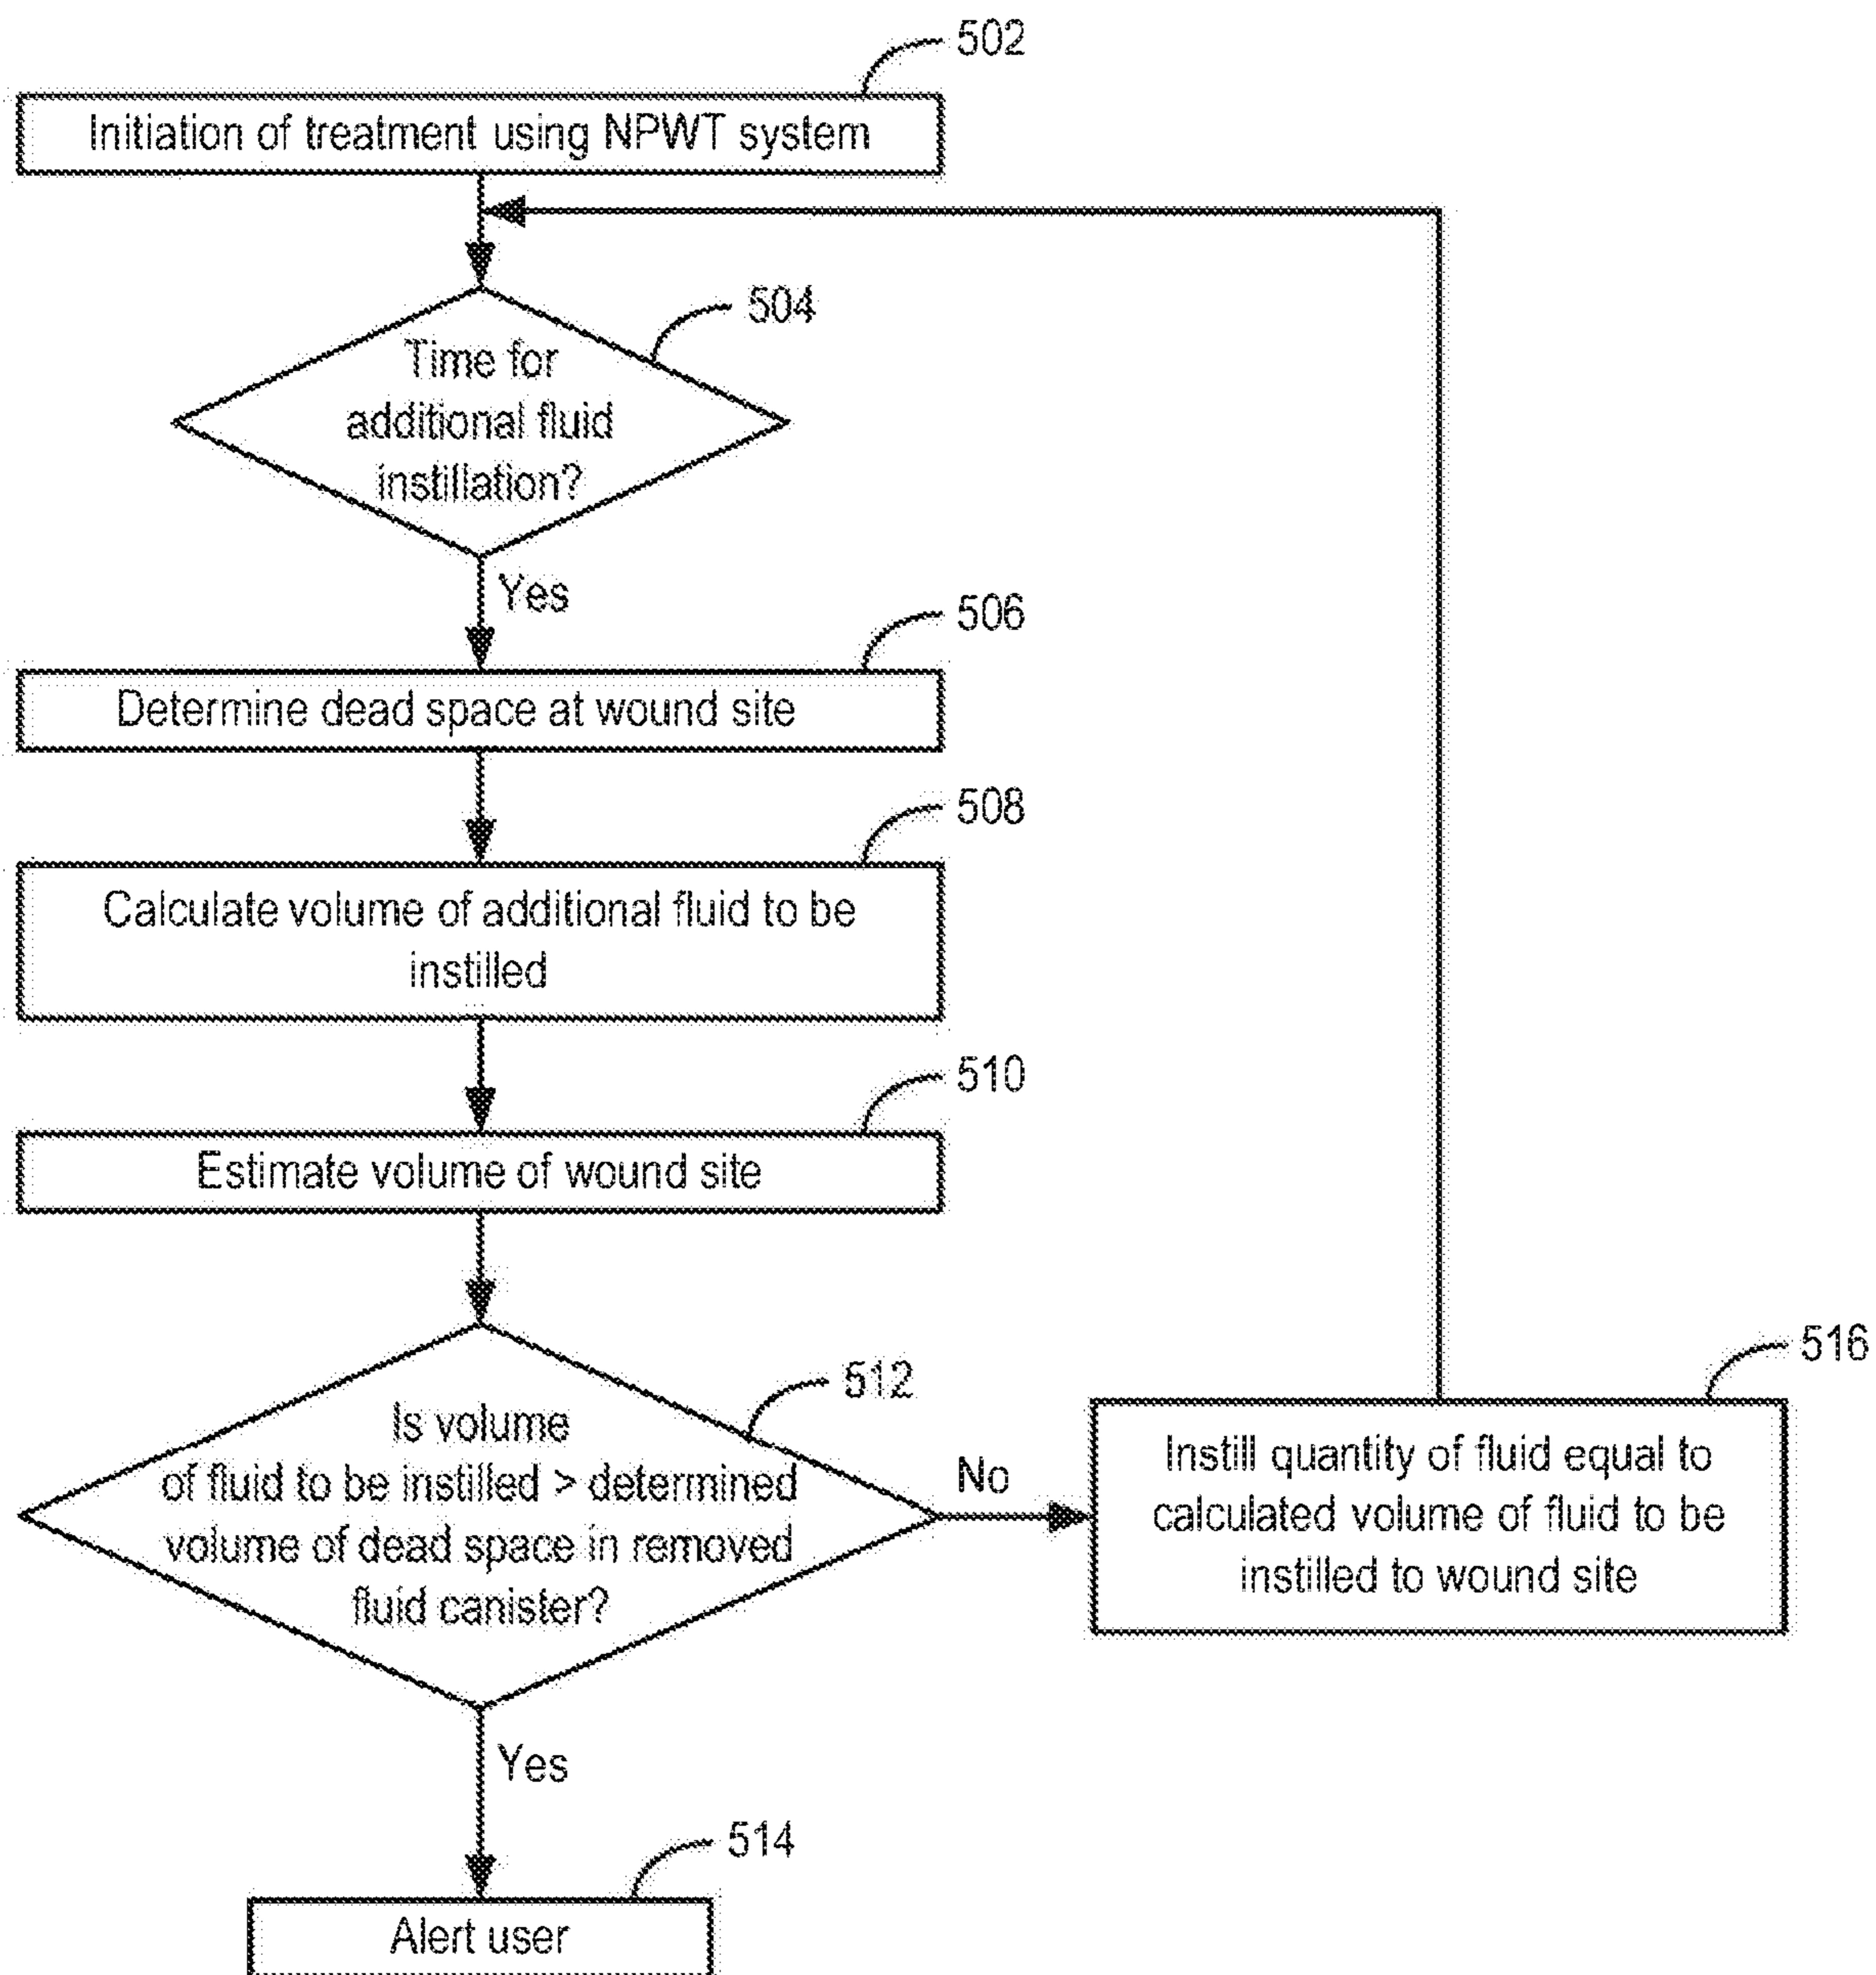 502
Initiation of treatment using NPWT system
504
Time for
additional fluid
instillation?
Yes
506
Determine dead space at wound site
508
Calculate volume of additional fluid to be
instilled
510
Estimate volume of wound site
512
Is volume
of fluid to be instilled > determined
volume of dead space in removed
fluid canister?
No
516
Instill quantity of fluid equal to
calculated volume of fluid to be
instilled to wound site
Yes
514
Alert user